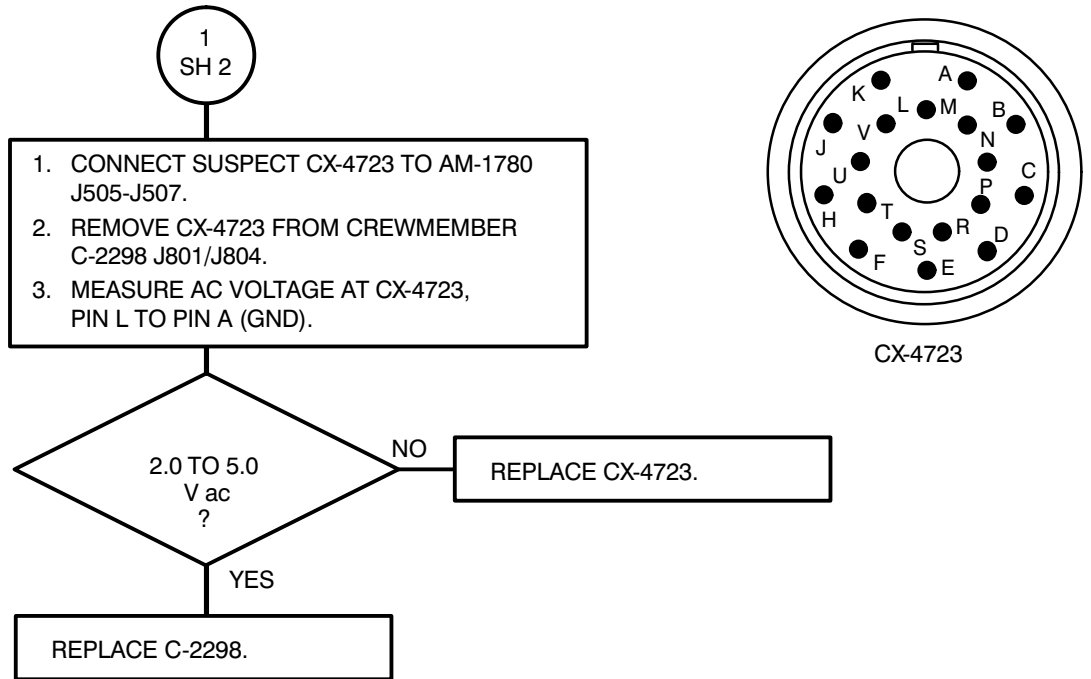 1
SH 2
1. CONNECT SUSPECT CX-4723 TO AM-1780
J505-J507.
2. REMOVE CX-4723 FROM CREWMEMBER
C-2298 J801/J804.
3. MEASURE AC VOLTAGE AT CX-4723,
PIN L TO PIN A (GND).
2.0 TO 5.0
V ac
?
NO
REPLACE CX-4723.
YES
REPLACE C-2298.
A
K
L
M
B
V
J
N
U
C
P
H
T
R
D
S
F
E
CX-4723